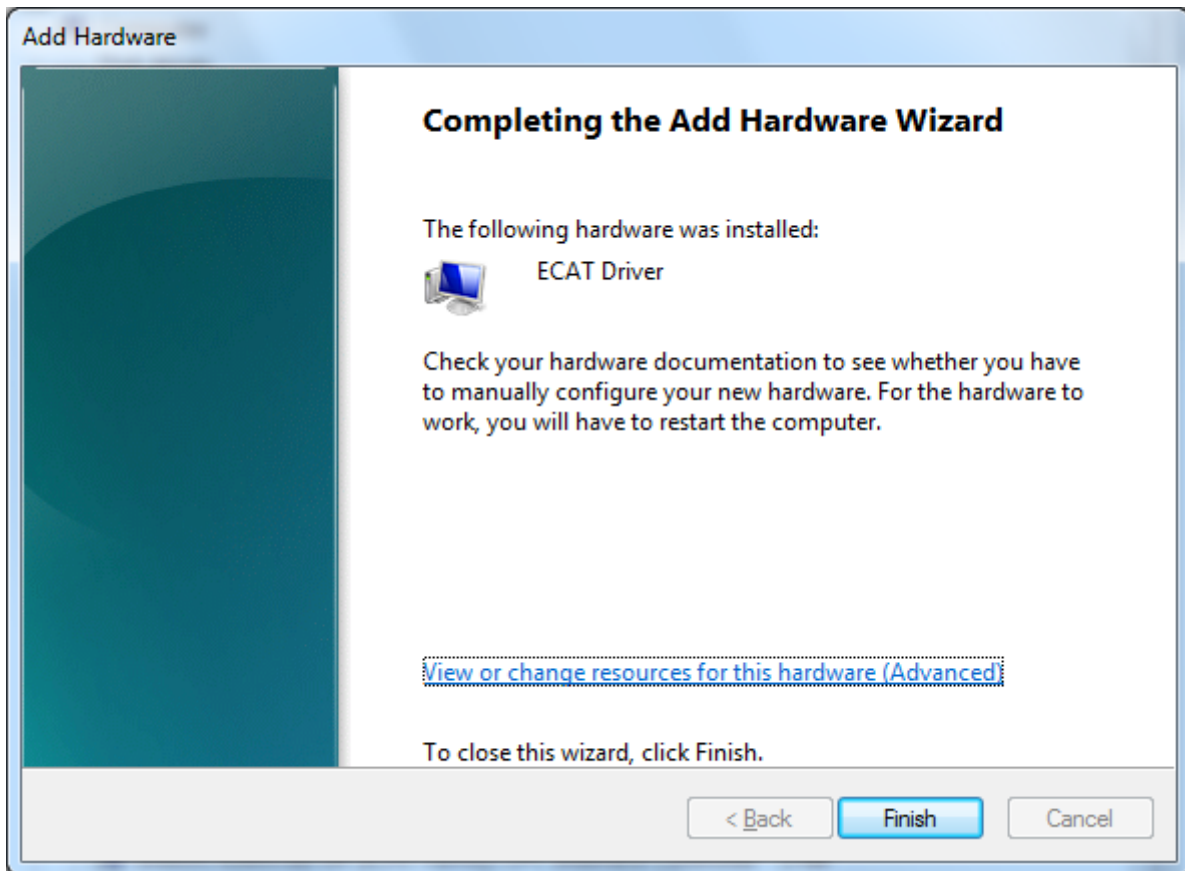 Add Hardware
Completing the Add Hardware Wizard
The following hardware was installed:
ECAT Driver
Check your hardware documentation to see whether you have
to manually configure your new hardware. For the hardware to
work, you will have to restart the computer.
View or change resources for this hardware (Advanced)
To close this wizard, click Finish.
< Back
Finish
Cancel